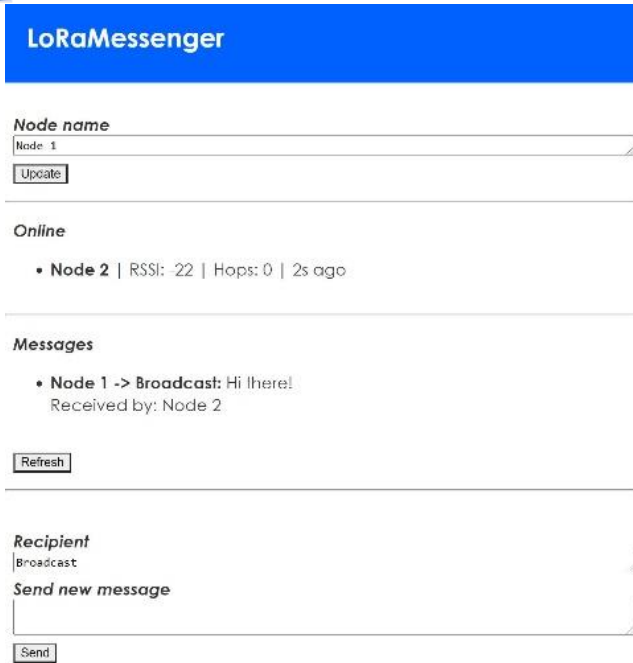 LoRaMessenger
Node name
Node 1
Update
Online
• Node 2 | RSSI: -22 | Hops: 0 | 2s ago
Messages
• Node 1 -> Broadcast: Hi there!
Received by: Node 2
Refresh
Recipient
Broadcast
Send new message
Send